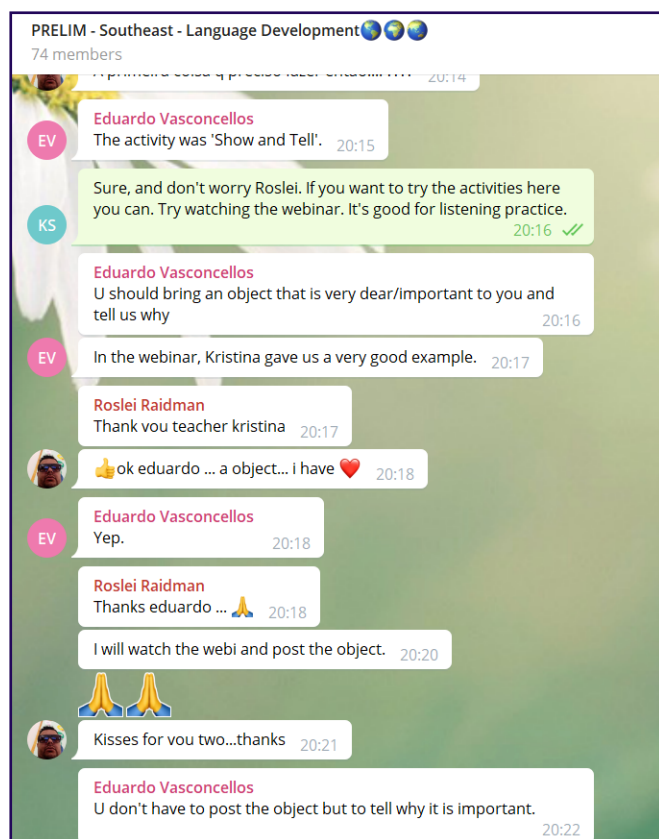 PRELIM - Southeast - Language Development🌎🌍🌏
74 members
A primeira coisa q preciso fazer então
20:14
Eduardo Vasconcellos
EV
The activity was 'Show and Tell'. 20:15
Sure, and don't worry Roslei. If you want to try the activities here
you can. Try watching the webinar. It's good for listening practice.
KS
20:16
Eduardo Vasconcellos
U should bring an object that is very dear/important to you and
tell us why
20:16
EV
In the webinar, Kristina gave us a very good example. 20:17
Roslei Raidman
Thank you teacher kristina 20:17
👍ok eduardo ... a object... i have ❤️ 20:18
Eduardo Vasconcellos
EV
Yep. 20:18
Roslei Raidman
Thanks eduardo ... 🙏 20:18
I will watch the webi and post the object. 20:20
🙏🙏
Kisses for you two...thanks 20:21
Eduardo Vasconcellos
U don't have to post the object but to tell why it is important.
20:22